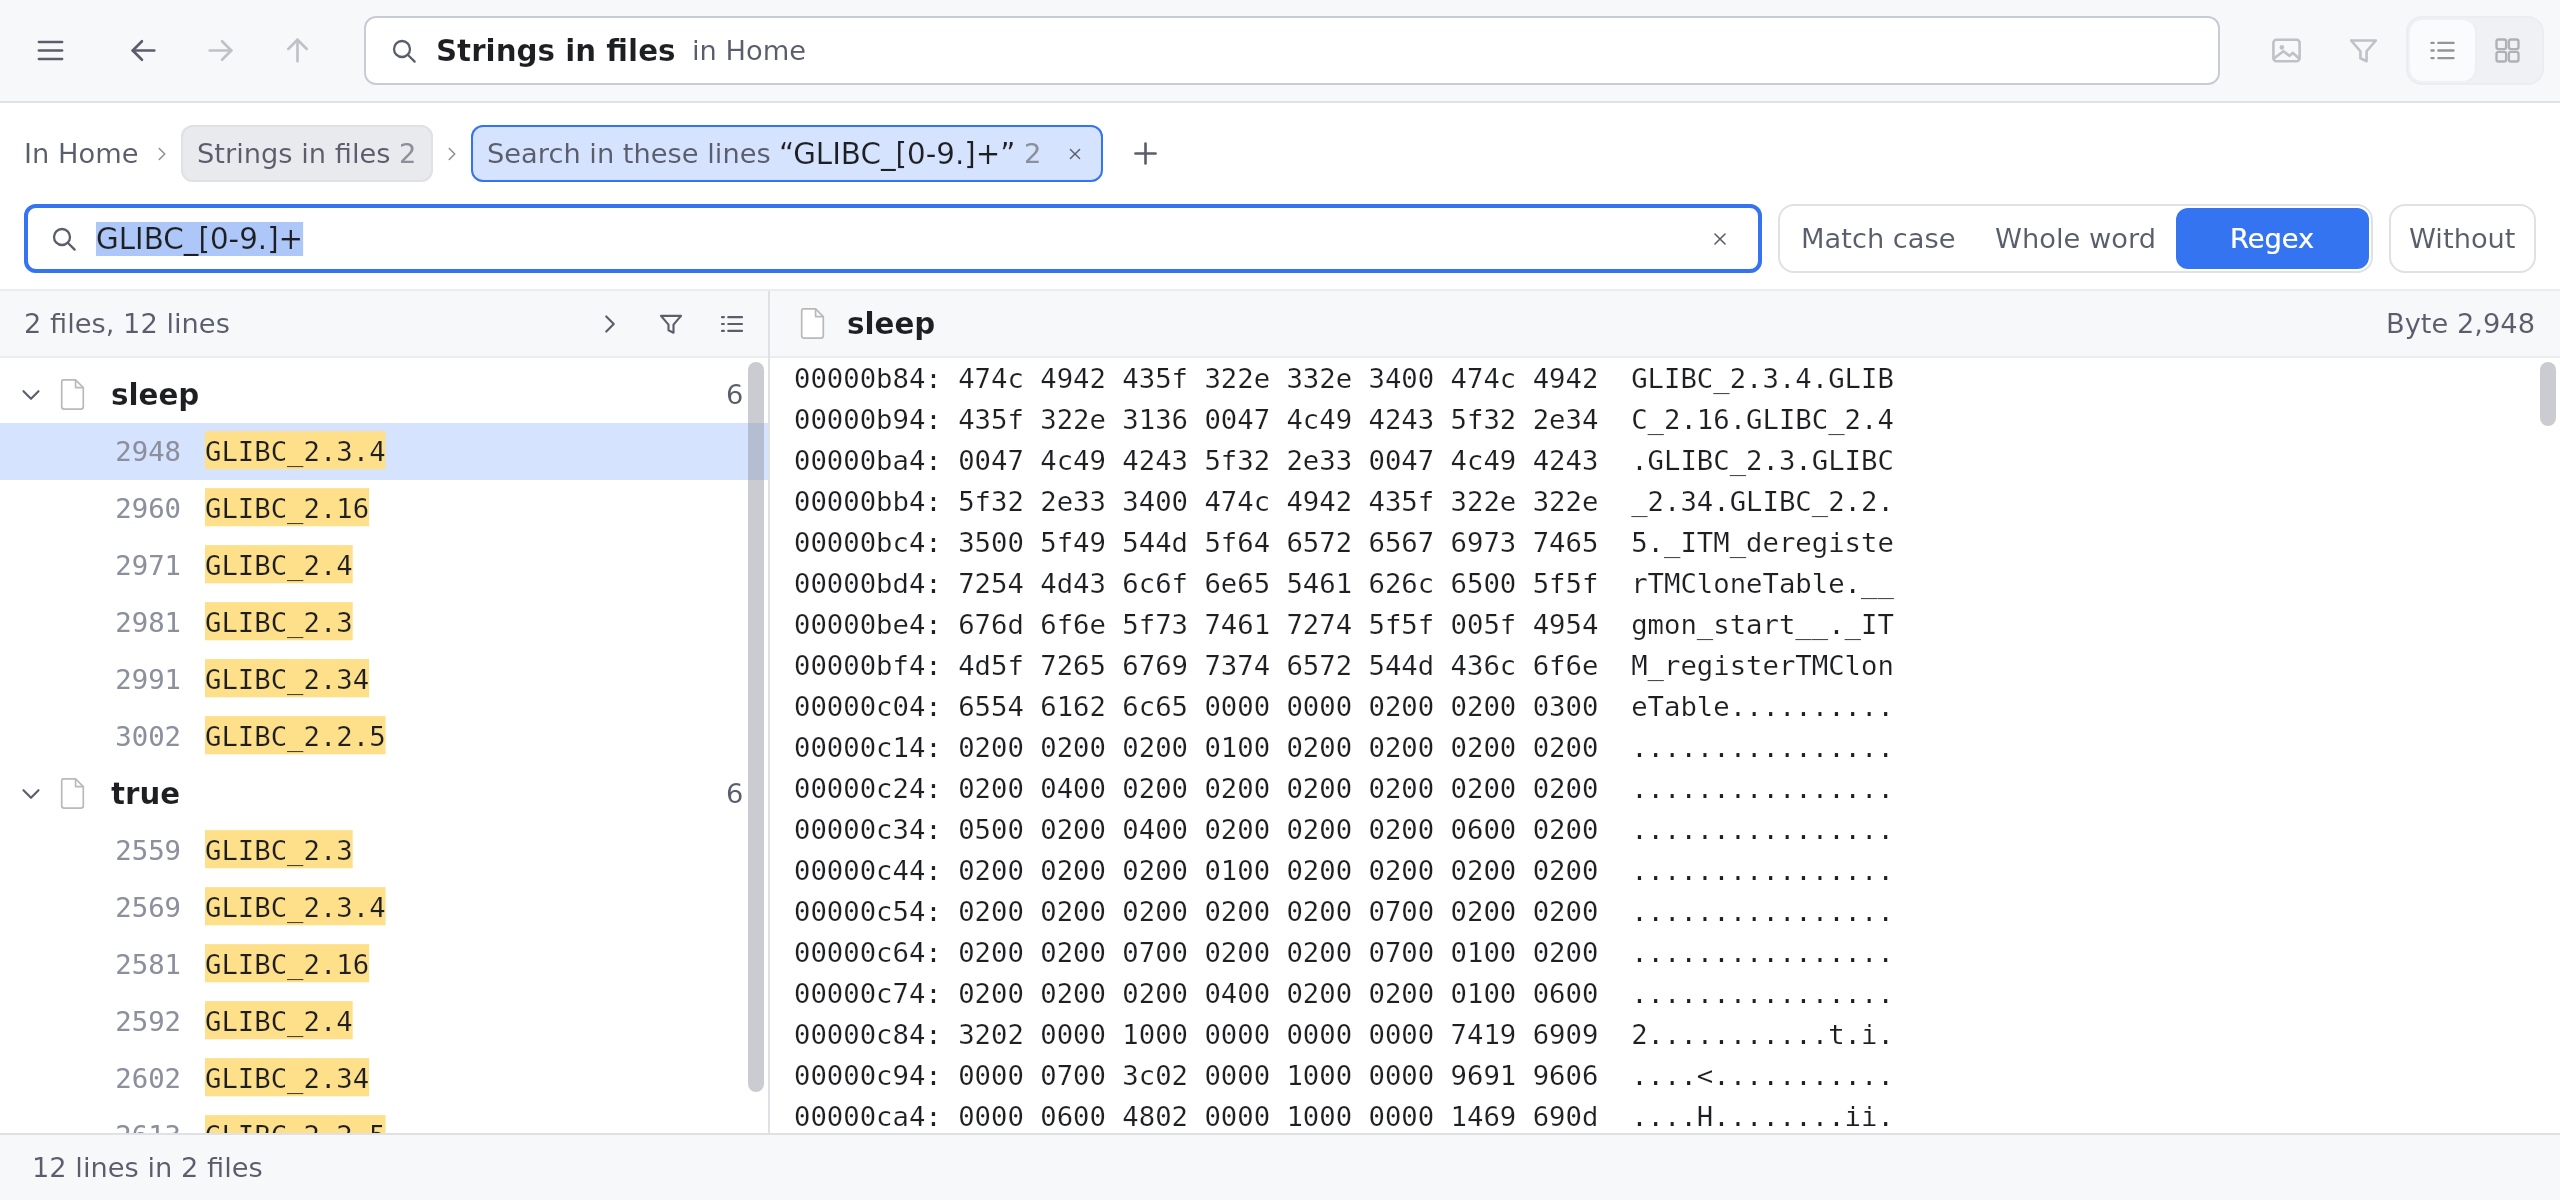 Strings in files in Home
In Home › Strings in files 2 › Search in these lines “GLIBC_[0-9.]+” 2 × +
GLIBC_[0-9.]+ ×
Match case Whole word Regex Without
2 files, 12 lines
sleep 6
2948 GLIBC_2.3.4
2960 GLIBC_2.16
2971 GLIBC_2.4
2981 GLIBC_2.3
2991 GLIBC_2.34
3002 GLIBC_2.2.5
true 6
2559 GLIBC_2.3
2569 GLIBC_2.3.4
2581 GLIBC_2.16
2592 GLIBC_2.4
2602 GLIBC_2.34
2613 GLIBC_2.2.5
sleep Byte 2,948
00000b84: 474c 4942 435f 322e 332e 3400 474c 4942  GLIBC_2.3.4.GLIB
00000b94: 435f 322e 3136 0047 4c49 4243 5f32 2e34  C_2.16.GLIBC_2.4
00000ba4: 0047 4c49 4243 5f32 2e33 0047 4c49 4243  .GLIBC_2.3.GLIBC
00000bb4: 5f32 2e33 3400 474c 4942 435f 322e 322e  _2.34.GLIBC_2.2.
00000bc4: 3500 5f49 544d 5f64 6572 6567 6973 7465  5._ITM_deregiste
00000bd4: 7254 4d43 6c6f 6e65 5461 626c 6500 5f5f  rTMCloneTable.__
00000be4: 676d 6f6e 5f73 7461 7274 5f5f 005f 4954  gmon_start__._IT
00000bf4: 4d5f 7265 6769 7374 6572 544d 436c 6f6e  M_registerTMClon
00000c04: 6554 6162 6c65 0000 0000 0200 0200 0300  eTable..........
00000c14: 0200 0200 0200 0100 0200 0200 0200 0200  ................
00000c24: 0200 0400 0200 0200 0200 0200 0200 0200  ................
00000c34: 0500 0200 0400 0200 0200 0200 0600 0200  ................
00000c44: 0200 0200 0200 0100 0200 0200 0200 0200  ................
00000c54: 0200 0200 0200 0200 0200 0700 0200 0200  ................
00000c64: 0200 0200 0700 0200 0200 0700 0100 0200  ................
00000c74: 0200 0200 0200 0400 0200 0200 0100 0600  ................
00000c84: 3202 0000 1000 0000 0000 0000 7419 6909  2...........t.i.
00000c94: 0000 0700 3c02 0000 1000 0000 9691 9606  ....<...........
00000ca4: 0000 0600 4802 0000 1000 0000 1469 690d  ....H........ii.
12 lines in 2 files